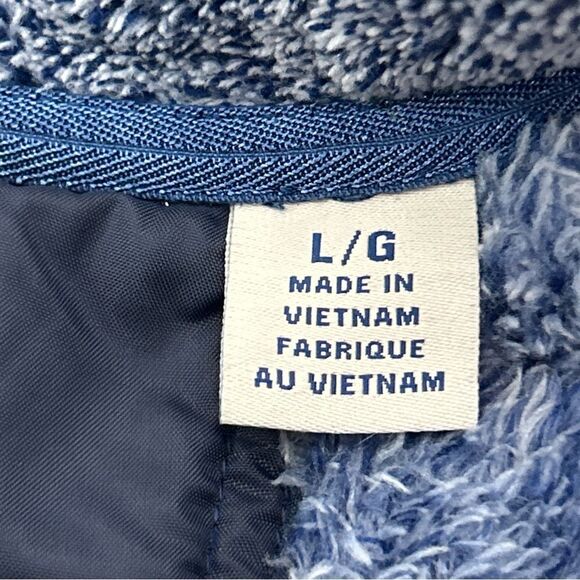 L/G
MADE IN
VIETNAM
FABRIQUE
AU VIETNAM